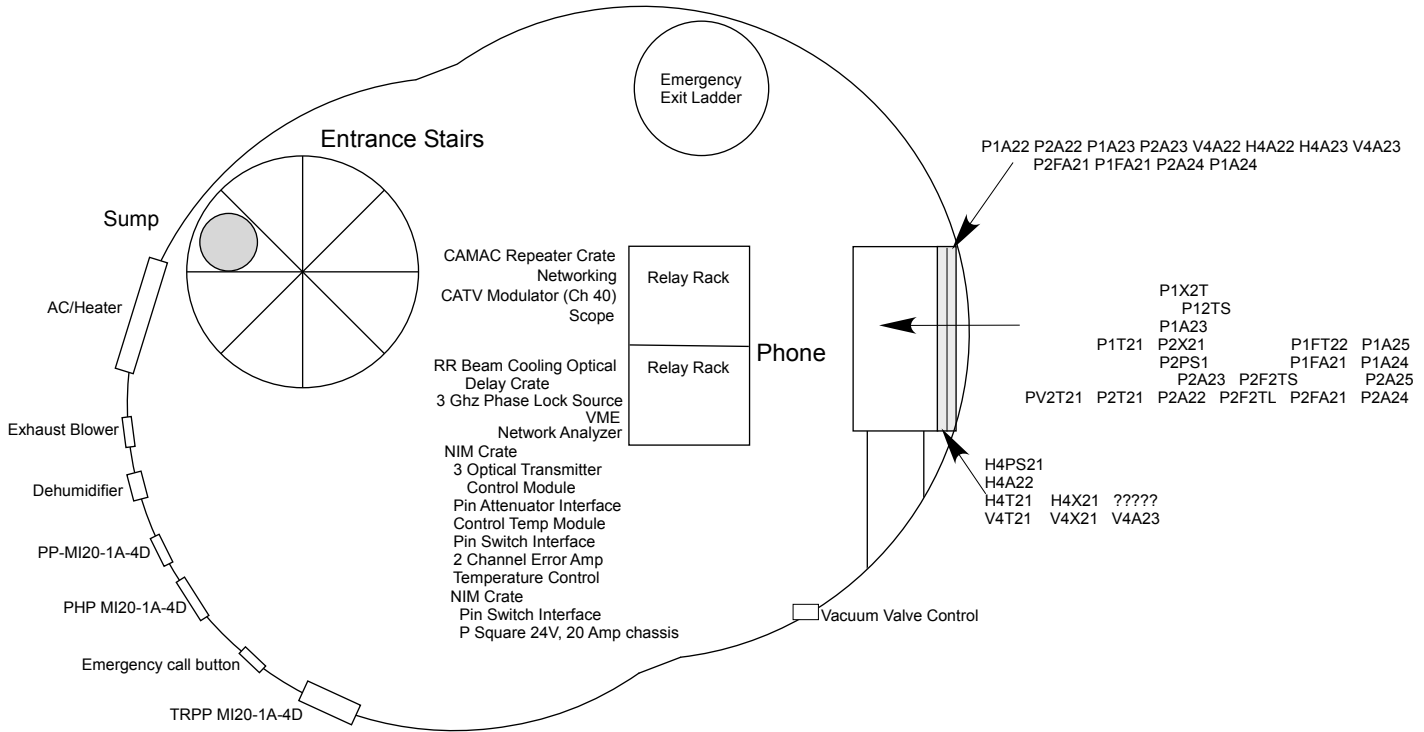 Emergency
Exit Ladder
Entrance Stairs
P1A22 P2A22 P1A23 P2A23 V4A22 H4A22 H4A23 V4A23
P2FA21 P1FA21 P2A24 P1A24
Sump
AC/Heater
CAMAC Repeater Crate
Networking
CATV Modulator (Ch 40)
Scope
Relay Rack
RR Beam Cooling Optical
Delay Crate
3 Ghz Phase Lock Source
VME
Network Analyzer
Relay Rack
Phone
P1X2T
P12TS
P1A23
P1T21 P2X21 P1FT22 P1A25
P2PS1 P1FA21 P1A24
P2A23 P2F2TS P2A25
PV2T21 P2T21 P2A22 P2F2TL P2FA21 P2A24
Exhaust Blower
Dehumidifier
PP-MI20-1A-4D
PHP MI20-1A-4D
Emergency call button
TRPP MI20-1A-4D
NIM Crate
3 Optical Transmitter
Control Module
Pin Attenuator Interface
Control Temp Module
Pin Switch Interface
2 Channel Error Amp
Temperature Control
NIM Crate
Pin Switch Interface
P Square 24V, 20 Amp chassis
H4PS21
H4A22
H4T21 H4X21 ?????
V4T21 V4X21 V4A23
Vacuum Valve Control